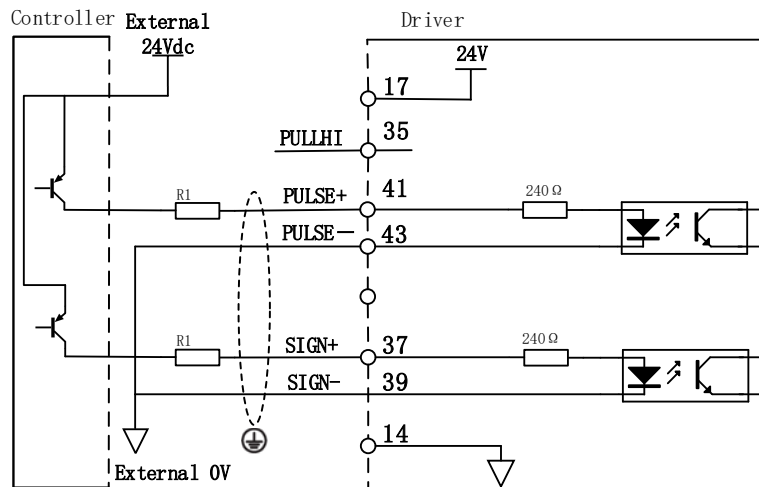 Controller
External
24Vdc
Driver
24V
17
PULLHI
35
R1
PULSE+
41
240Ω
PULSE-
43
R1
SIGN+
37
240Ω
SIGN-
39
14
External 0V